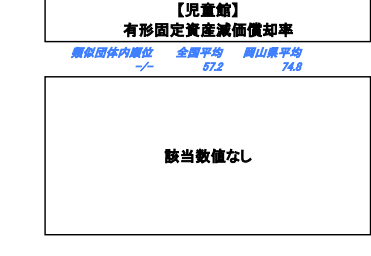 【児童館】
有形固定資産減価償却率
類似団体内順位 全国平均 岡山県平均
-/- 57.2 74.8
該当数値なし